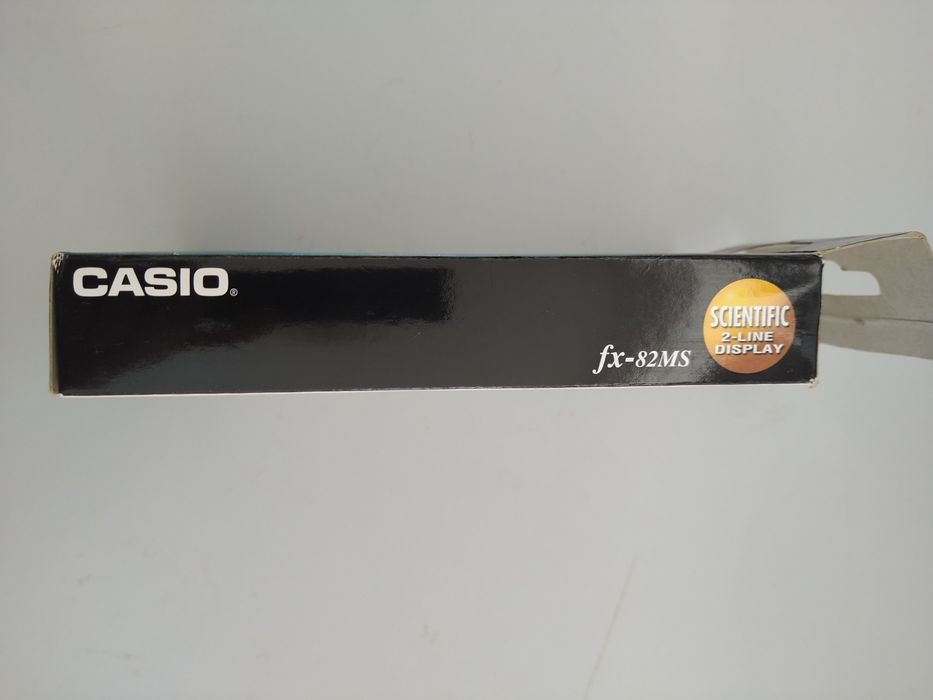 CASIO®
fx-82MS
SCIENTIFIC
2-LINE
DISPLAY